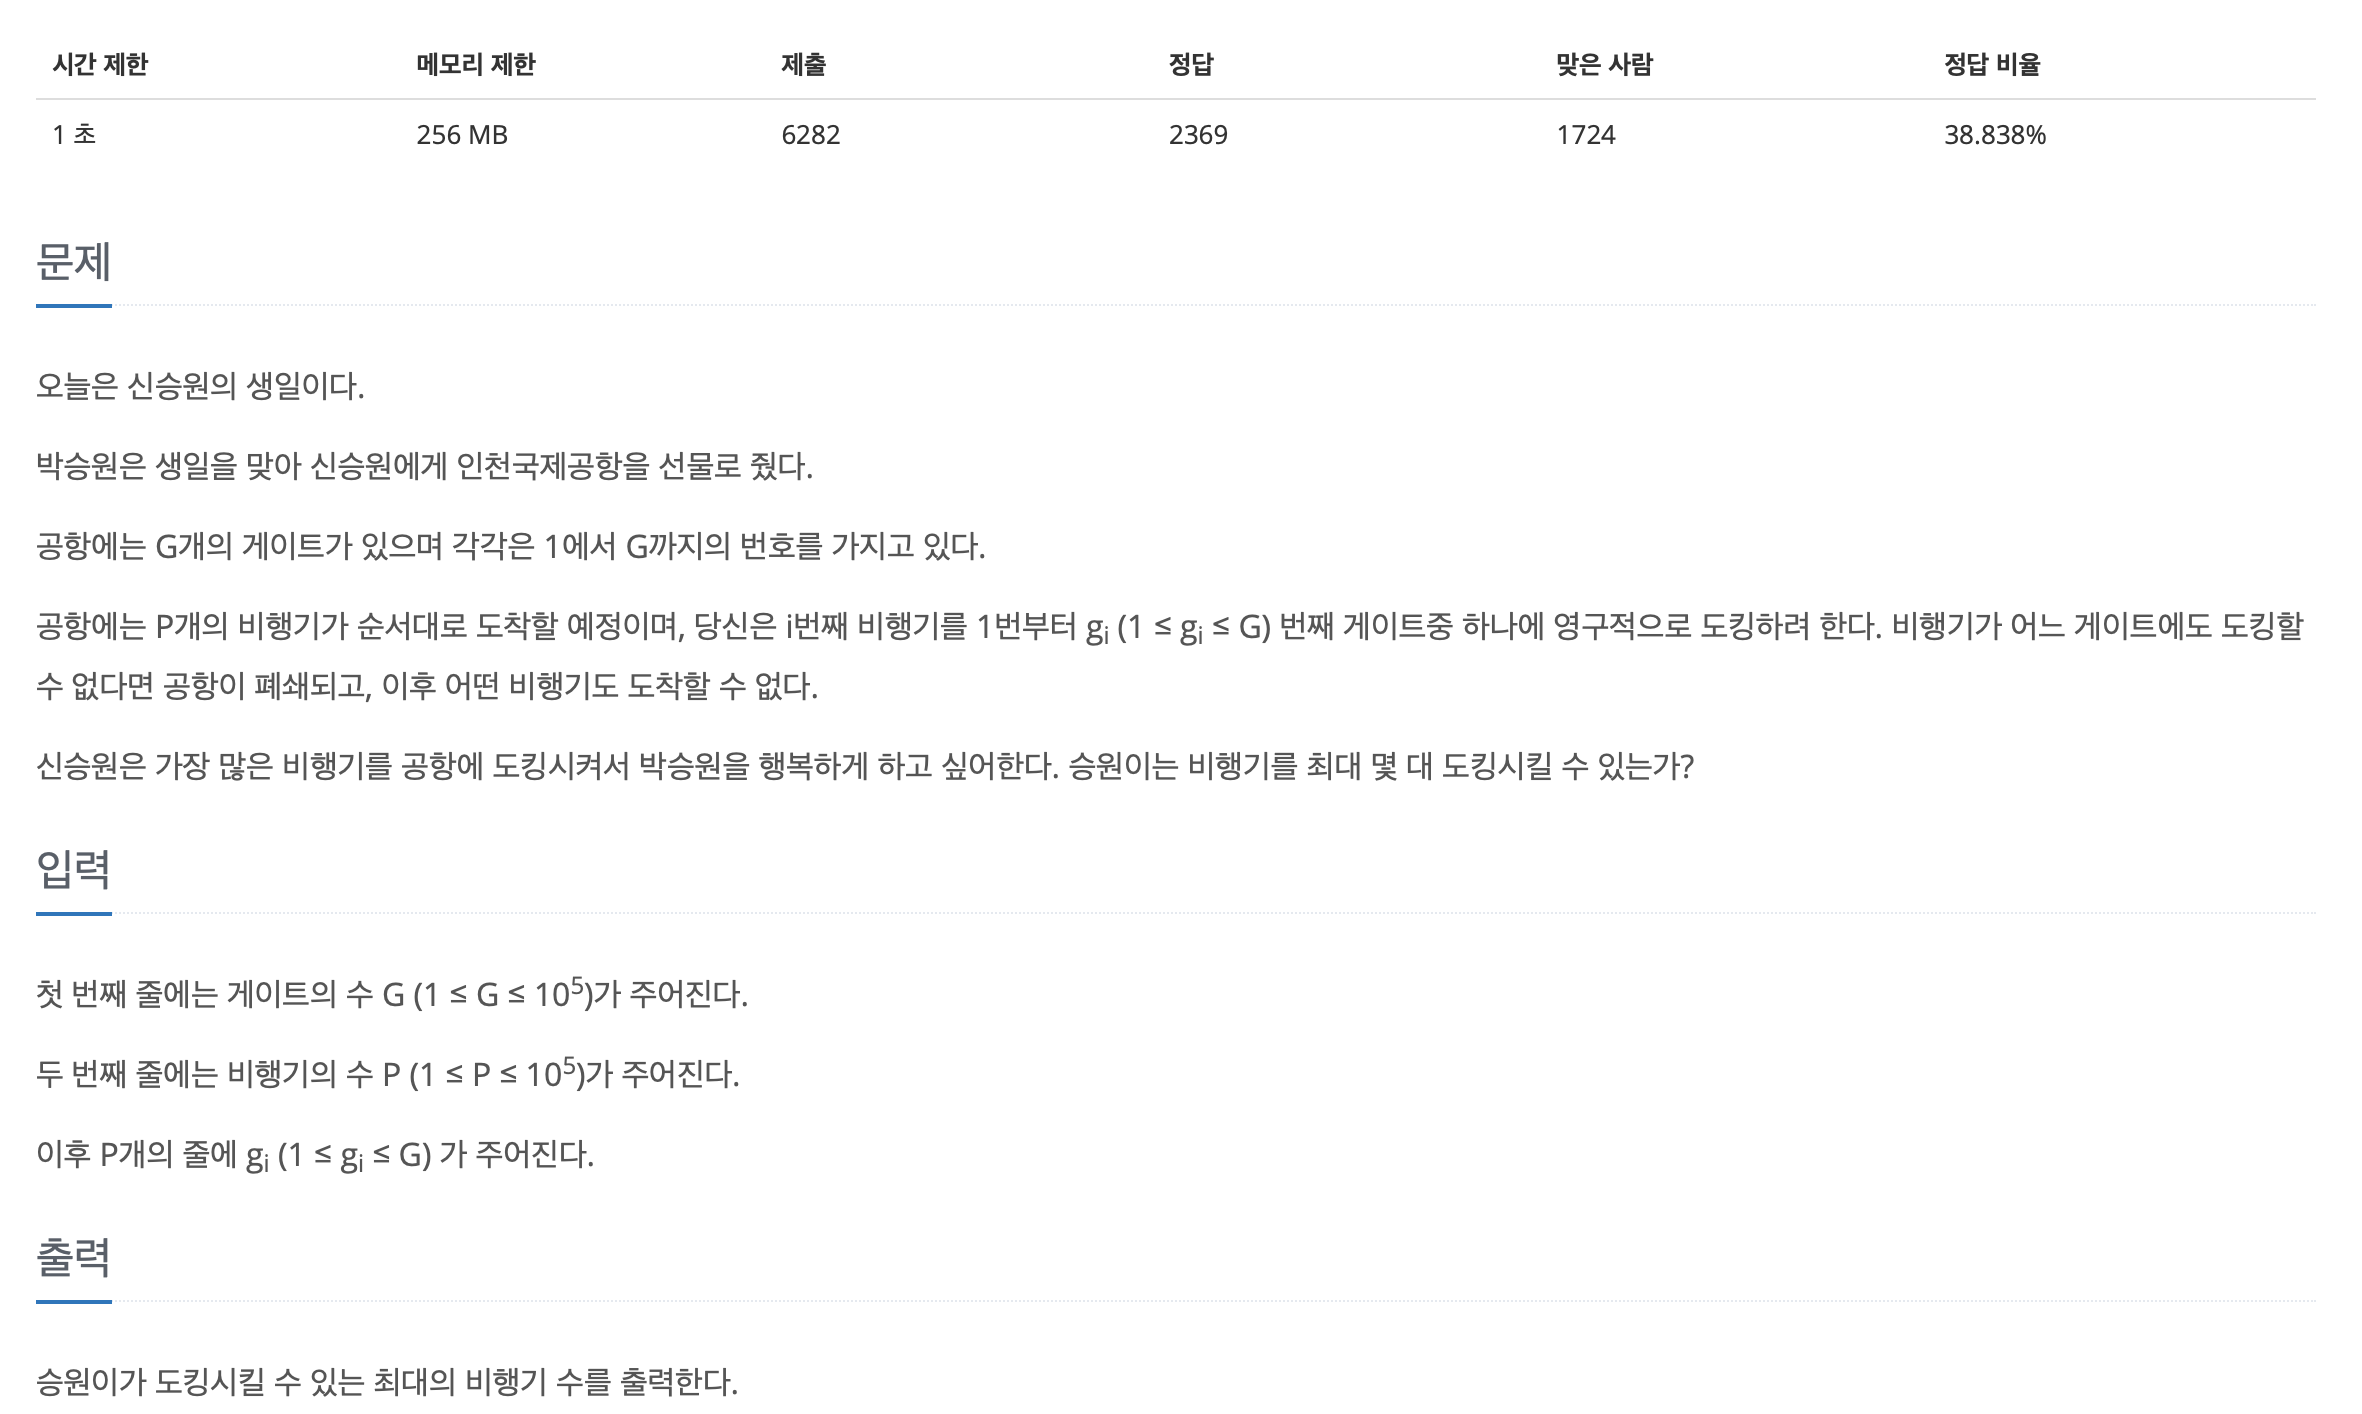 시간 제한 메모리 제한 제출 정답 맞은 사람 정답 비율
1 초 256 MB 6282 2369 1724 38.838%
문제
오늘은 신승원의 생일이다.
박승원은 생일을 맞아 신승원에게 인천국제공항을 선물로 줬다.
공항에는 G개의 게이트가 있으며 각각은 1에서 G까지의 번호를 가지고 있다.
공항에는 P개의 비행기가 순서대로 도착할 예정이며, 당신은 i번째 비행기를 1번부터 gi (1 ≤ gi ≤ G) 번째 게이트중 하나에 영구적으로 도킹하려 한다. 비행기가 어느 게이트에도 도킹할
수 없다면 공항이 폐쇄되고, 이후 어떤 비행기도 도착할 수 없다.
신승원은 가장 많은 비행기를 공항에 도킹시켜서 박승원을 행복하게 하고 싶어한다. 승원이는 비행기를 최대 몇 대 도킹시킬 수 있는가?
입력
첫 번째 줄에는 게이트의 수 G (1 ≤ G ≤ 10⁵)가 주어진다.
두 번째 줄에는 비행기의 수 P (1 ≤ P ≤ 10⁵)가 주어진다.
이후 P개의 줄에 gi (1 ≤ gi ≤ G) 가 주어진다.
출력
승원이가 도킹시킬 수 있는 최대의 비행기 수를 출력한다.